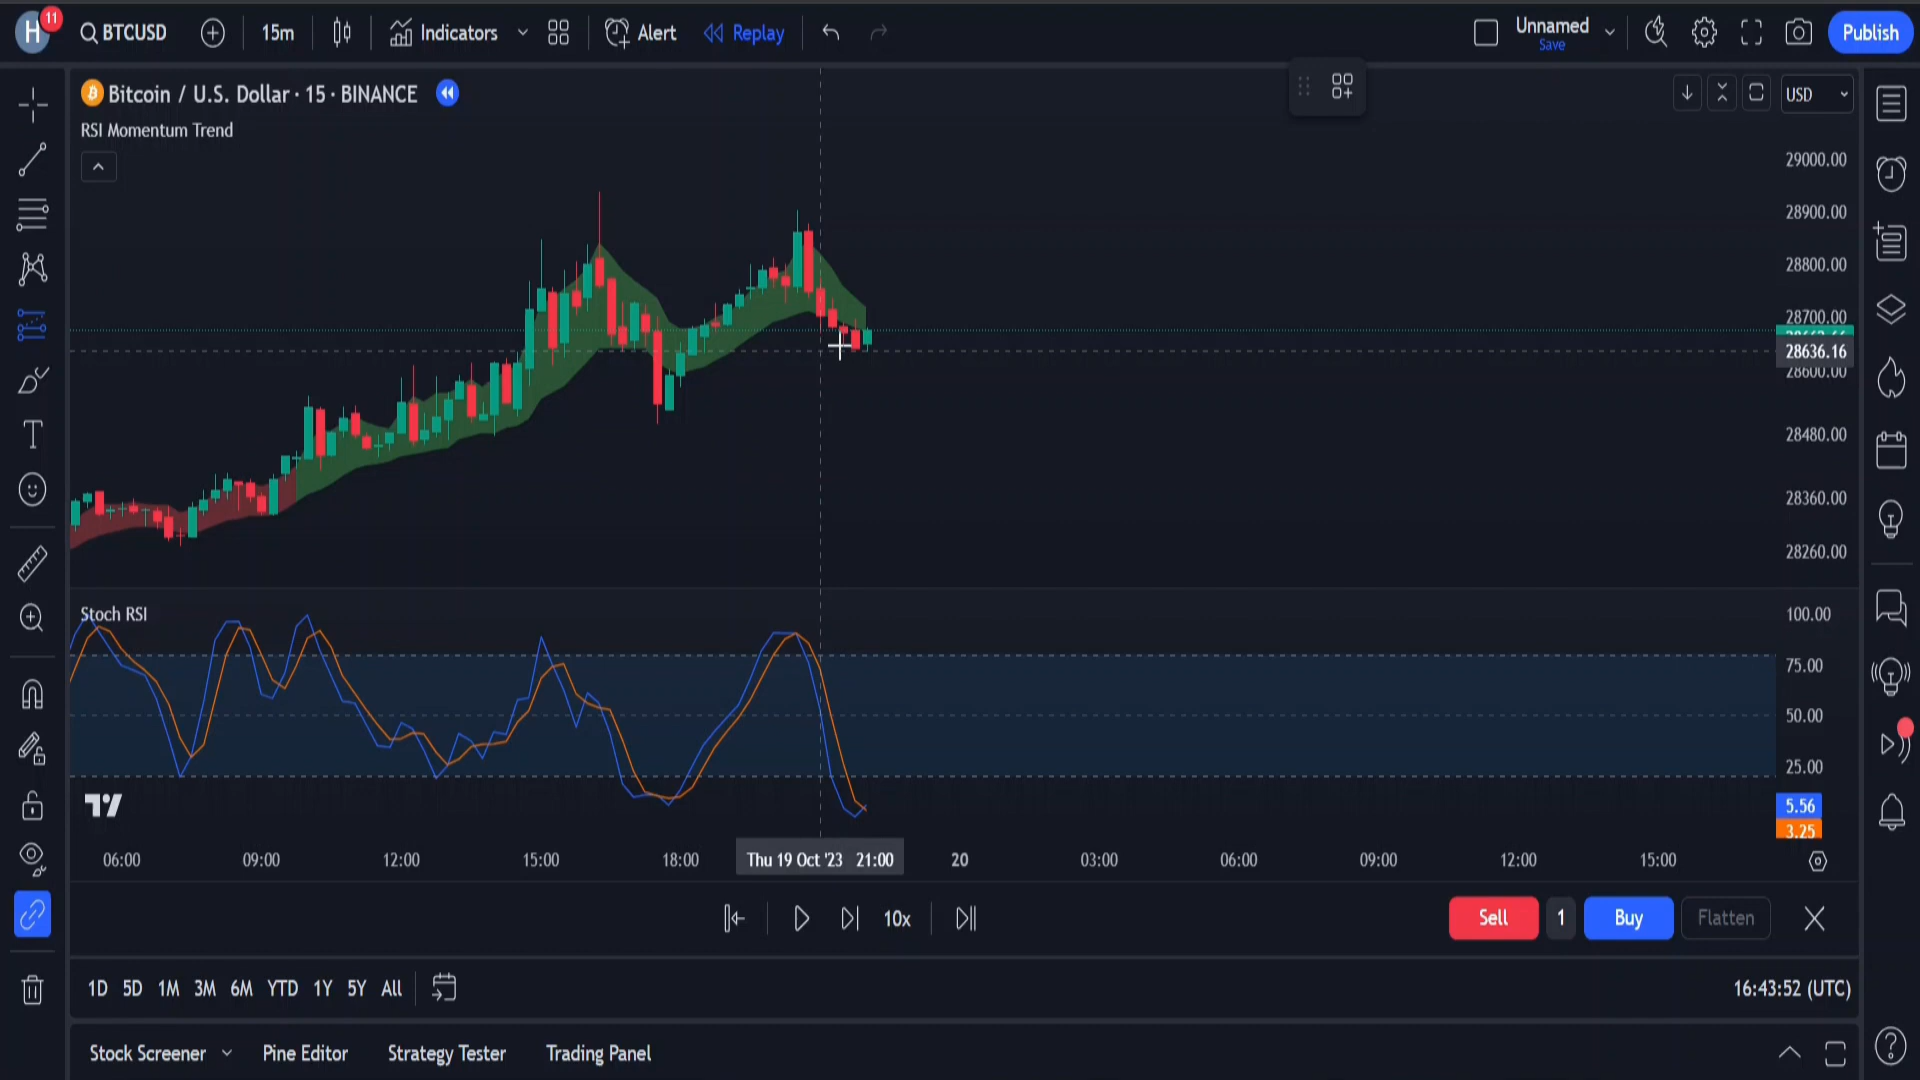 H 11 BTCUSD 15m Indicators Alert Replay Unnamed Save Publish
Bitcoin / U.S. Dollar · 15 · BINANCE USD
RSI Momentum Trend
29000.00
28900.00
28800.00
28700.00
28636.16
28600.00
28480.00
28360.00
28260.00
Stoch RSI
100.00
75.00
50.00
25.00
5.56
3.25
06:00 09:00 12:00 15:00 18:00 Thu 19 Oct '23 21:00 20 03:00 06:00 09:00 12:00 15:00
10x Sell 1 Buy Flatten
1D 5D 1M 3M 6M YTD 1Y 5Y All 16:43:52 (UTC)
Stock Screener Pine Editor Strategy Tester Trading Panel